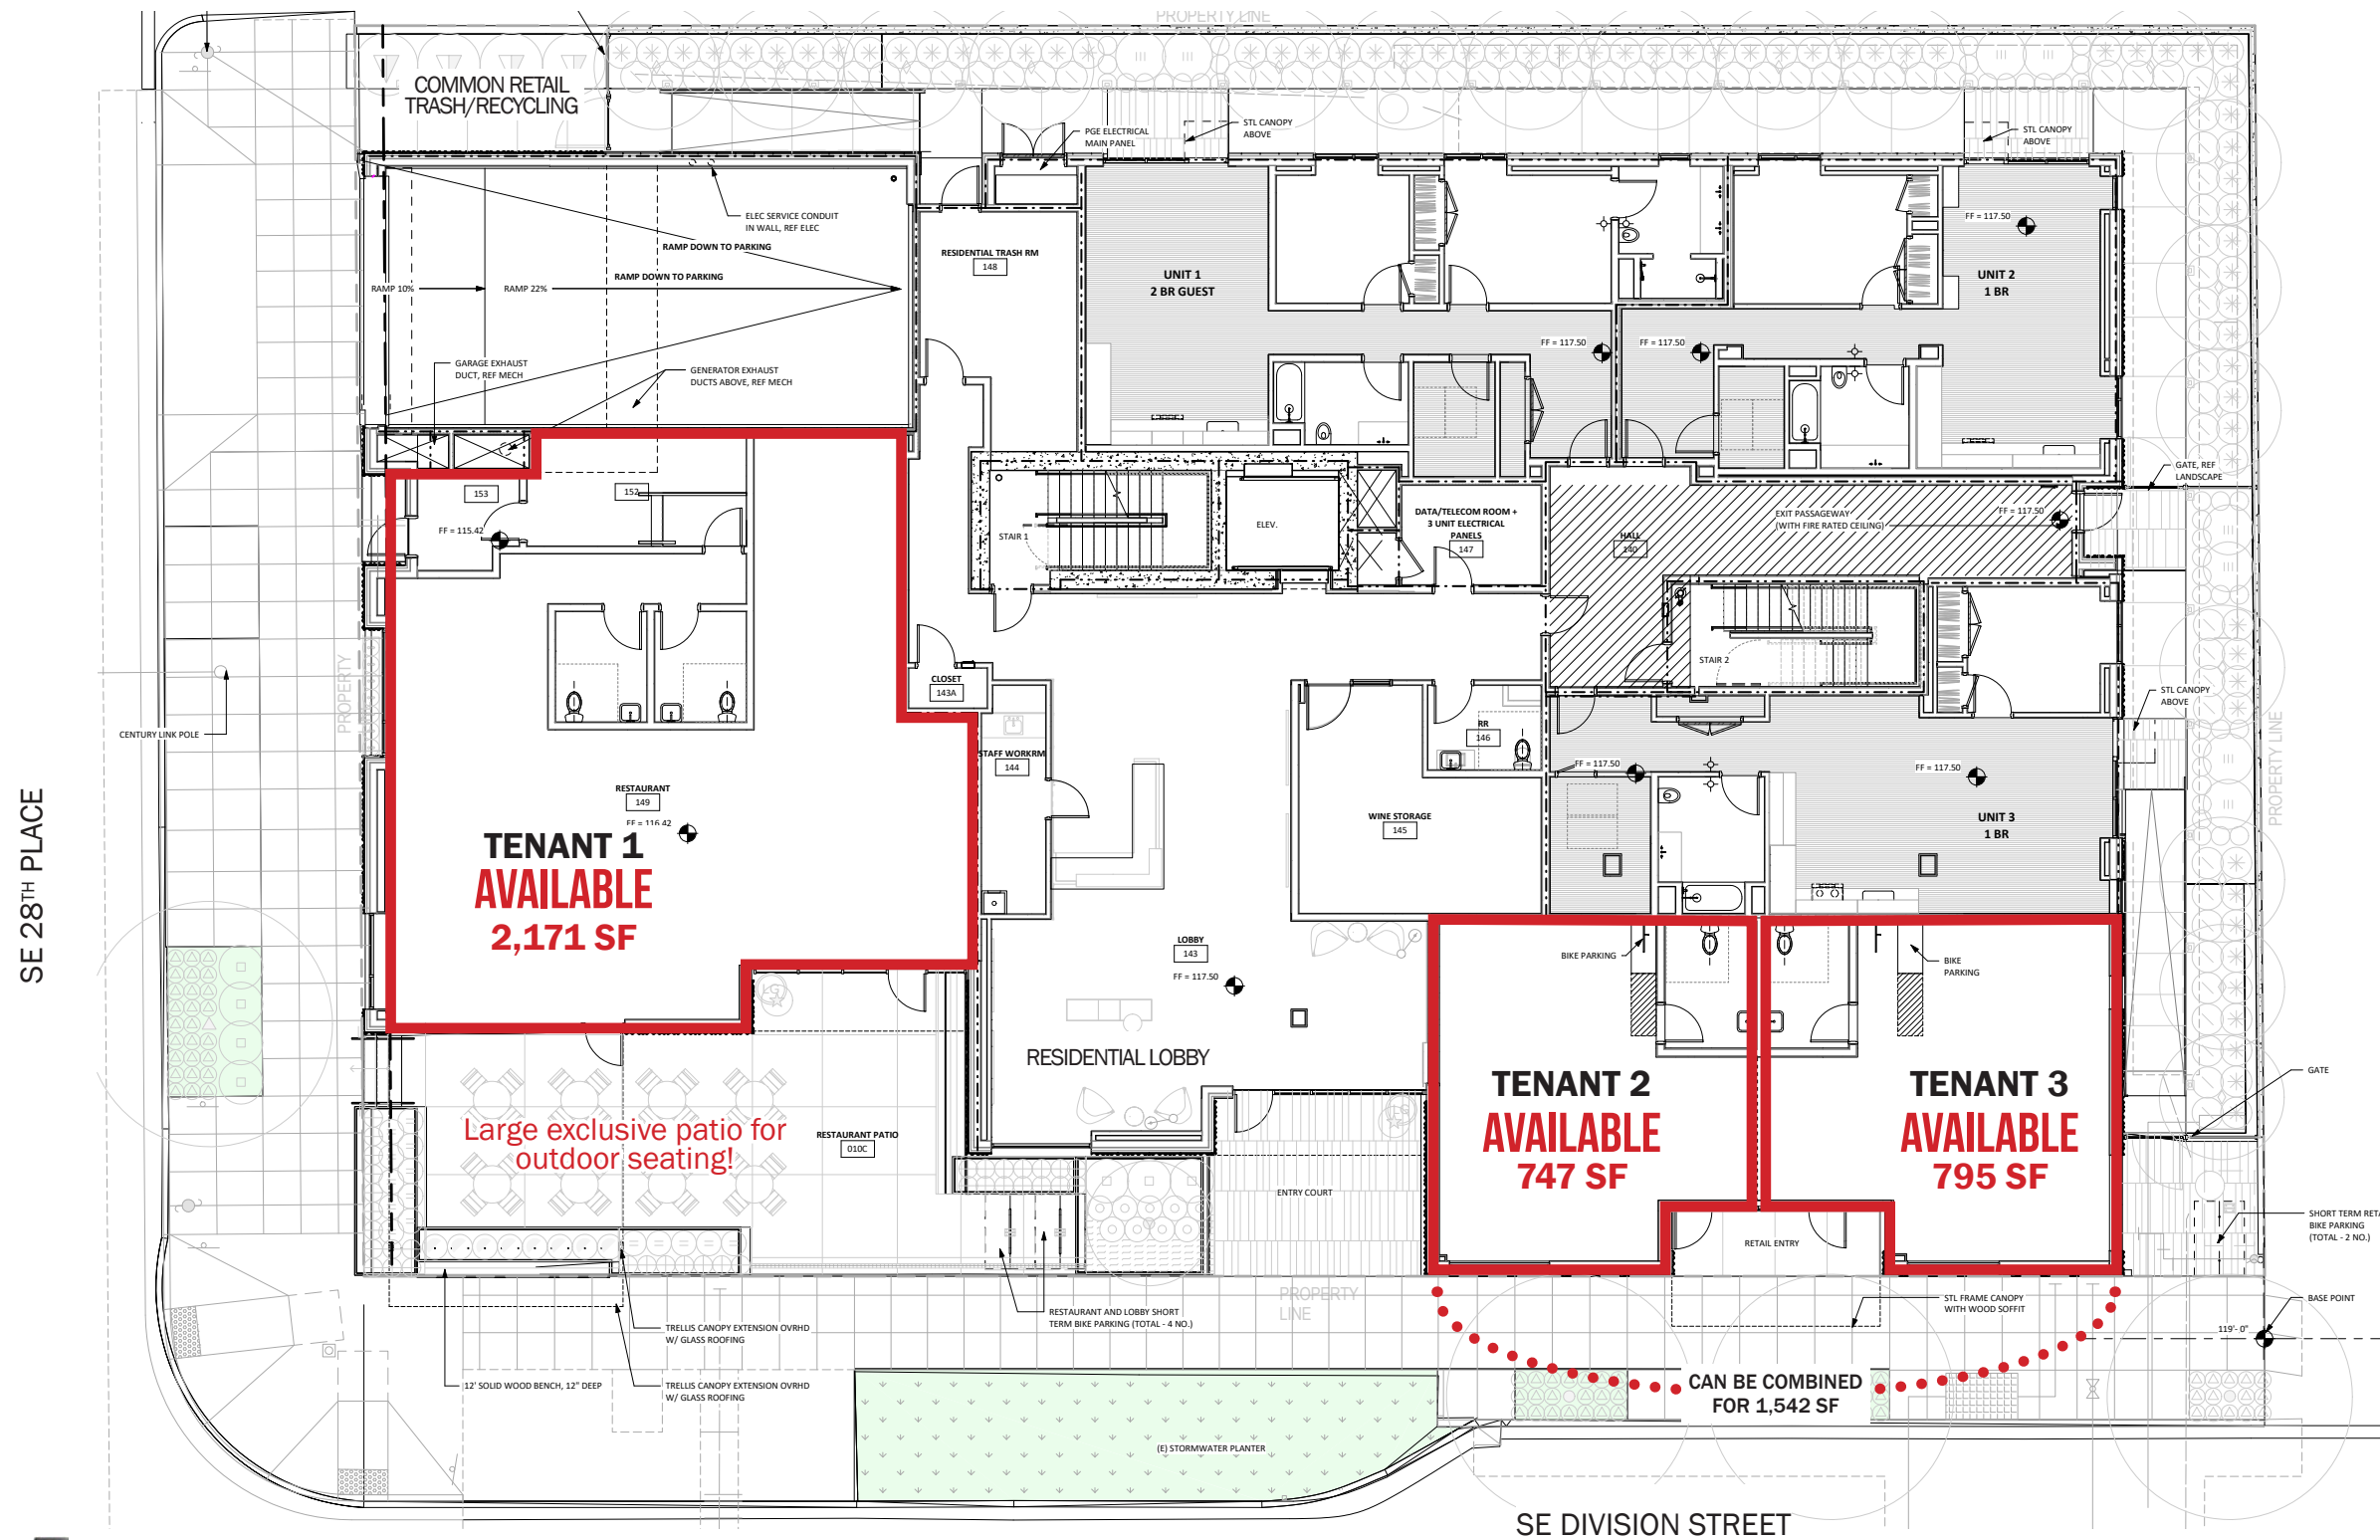 PROPERTY LINE
COMMON RETAIL
TRASH/RECYCLING
PGE ELECTRICAL
MAIN PANEL
STL CANOPY
ABOVE
STL CANOPY
ABOVE
ELEC SERVICE CONDUIT
IN WALL, REF ELEC
RAMP DOWN TO PARKING
RAMP DOWN TO PARKING
RAMP 10%
RAMP 22%
RESIDENTIAL TRASH RM
148
UNIT 1
2 BR GUEST
FF = 117.50
UNIT 2
1 BR
FF = 117.50
FF = 117.50
GARAGE EXHAUST
DUCT, REF MECH
GENERATOR EXHAUST
DUCTS ABOVE, REF MECH
GATE, REF
LANDSCAPE
153
152
FF = 115.42
STAIR 1
ELEV.
DATA/TELECOM ROOM +
3 UNIT ELECTRICAL
PANELS
147
EXIT PASSAGEWAY
(WITH FIRE RATED CEILING)
FF = 117.50
HALL
140
STAIR 2
CLOSET
143A
STL CANOPY
ABOVE
PROPERTY
CENTURY LINK POLE
STAFF WORKRM
144
RR
146
FF = 117.50
FF = 117.50
PROPERTY LINE
RESTAURANT
149
FF = 116.42
WINE STORAGE
145
UNIT 3
1 BR
SE 28TH PLACE
TENANT 1
AVAILABLE
2,171 SF
LOBBY
143
FF = 117.50
BIKE PARKING
BIKE
PARKING
RESIDENTIAL LOBBY
TENANT 2
AVAILABLE
747 SF
TENANT 3
AVAILABLE
795 SF
GATE
Large exclusive patio for
outdoor seating!
RESTAURANT PATIO
010C
ENTRY COURT
RETAIL ENTRY
SHORT TERM RETA
BIKE PARKING
(TOTAL - 2 NO.)
PROPERTY
LINE
RESTAURANT AND LOBBY SHORT
TERM BIKE PARKING (TOTAL - 4 NO.)
STL FRAME CANOPY
WITH WOOD SOFFIT
BASE POINT
119'- 0"
TRELLIS CANOPY EXTENSION OVRHD
W/ GLASS ROOFING
12' SOLID WOOD BENCH, 12" DEEP
TRELLIS CANOPY EXTENSION OVRHD
W/ GLASS ROOFING
CAN BE COMBINED
FOR 1,542 SF
(E) STORMWATER PLANTER
SE DIVISION STREET